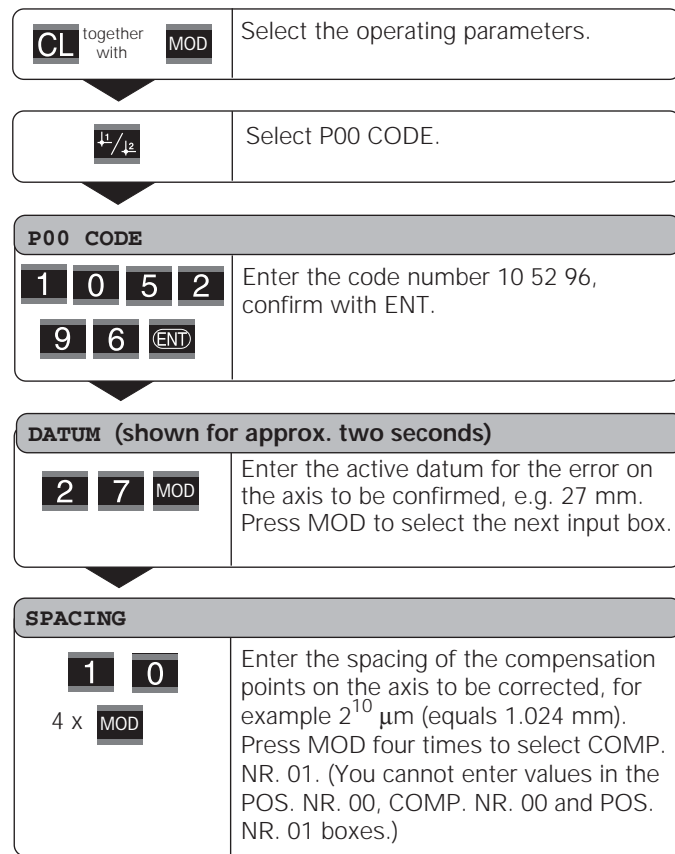 CL together with MOD
Select the operating parameters.
1/2
Select P00 CODE.
P00 CODE
1 0 5 2
9 6 ENT
Enter the code number 10 52 96,
confirm with ENT.
DATUM (shown for approx. two seconds)
2 7 MOD
Enter the active datum for the error on
the axis to be confirmed, e.g. 27 mm.
Press MOD to select the next input box.
SPACING
1 0
4 x MOD
Enter the spacing of the compensation
points on the axis to be corrected, for
example 2^10 μm (equals 1.024 mm).
Press MOD four times to select COMP.
NR. 01. (You cannot enter values in the
POS. NR. 00, COMP. NR. 00 and POS.
NR. 01 boxes.)